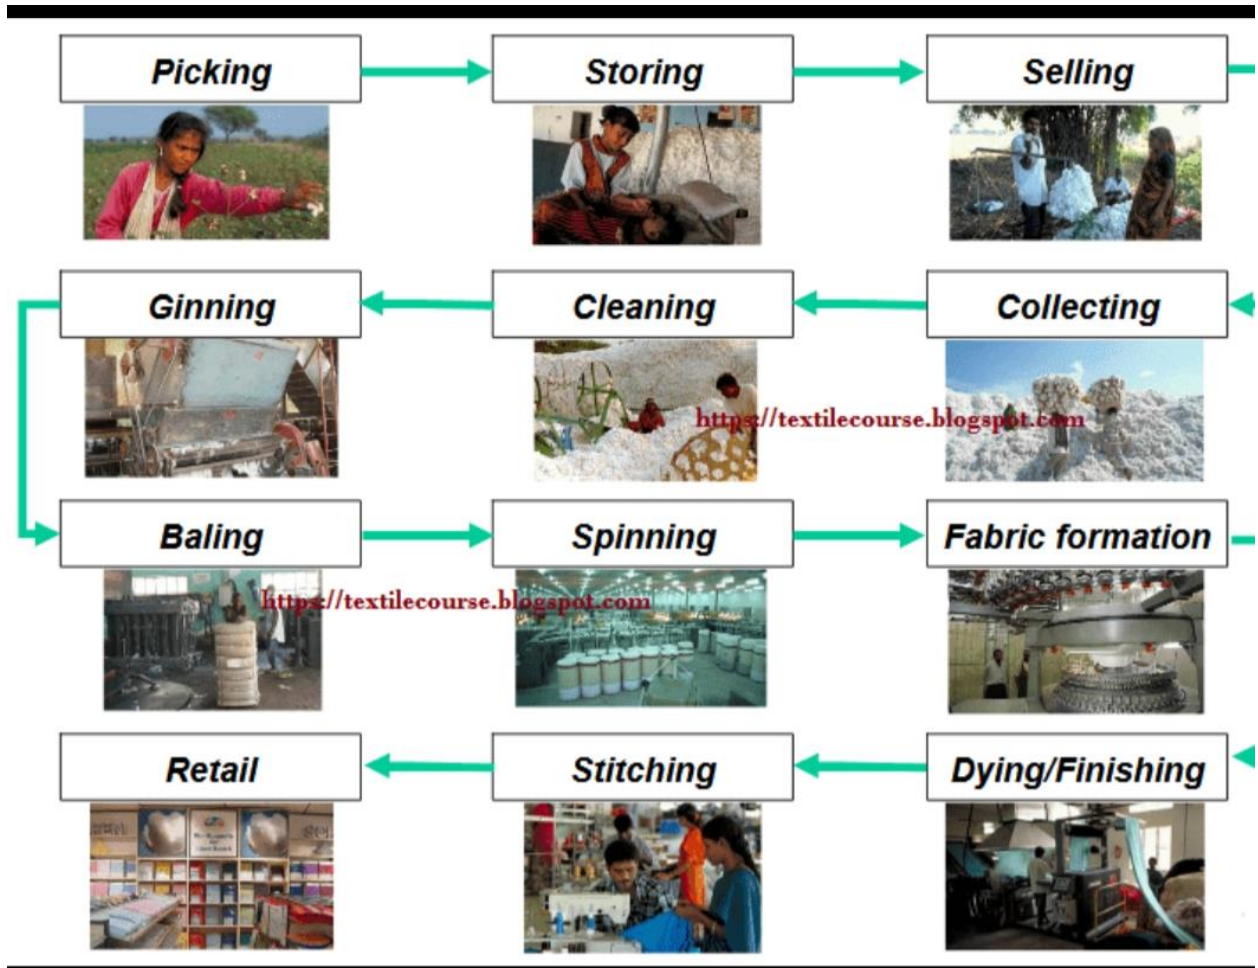 Picking
Storing
Selling
Collecting
Cleaning
Ginning
https://textilecourse.blogspot.com
Baling
Spinning
Fabric formation
https://textilecourse.blogspot.com
Dying/Finishing
Stitching
Retail